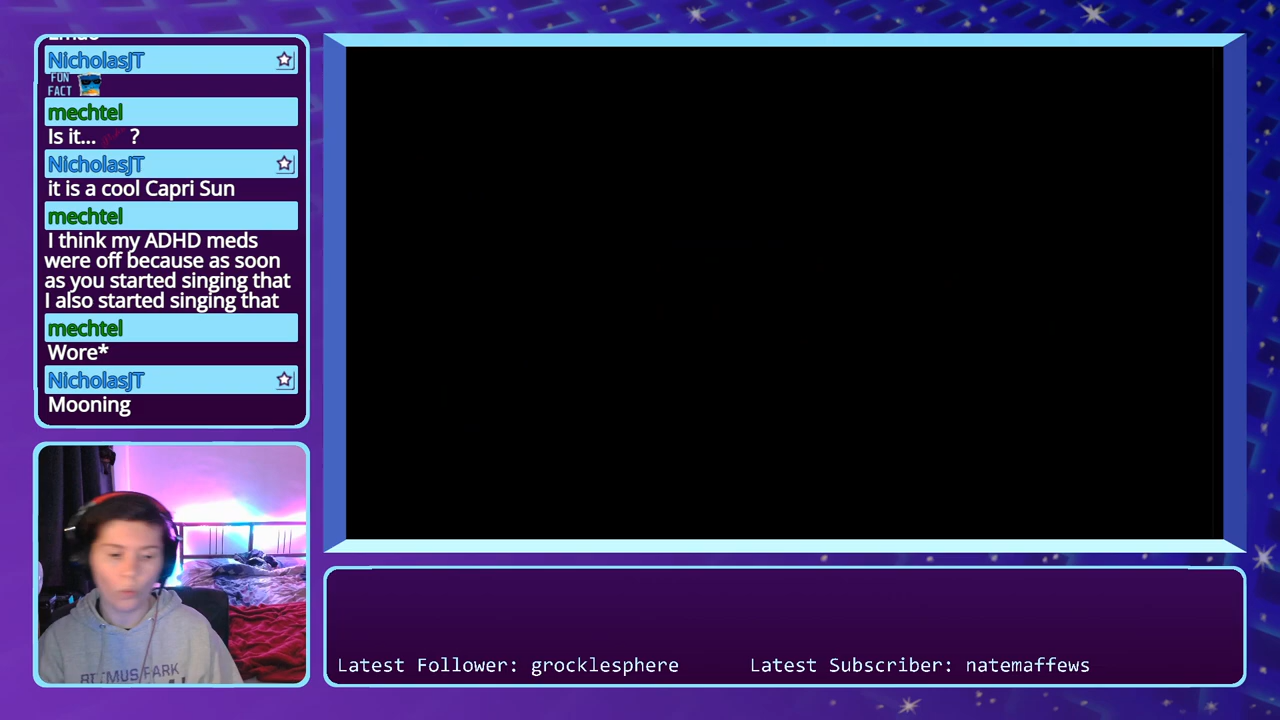 NicholasJT
FUN
FACT
mechtel
Is it... ?
NicholasJT
it is a cool Capri Sun
mechtel
I think my ADHD meds
were off because as soon
as you started singing that
I also started singing that
mechtel
Wore*
NicholasJT
Mooning
PARK
Latest Follower: grocklesphere
Latest Subscriber: natemaffews